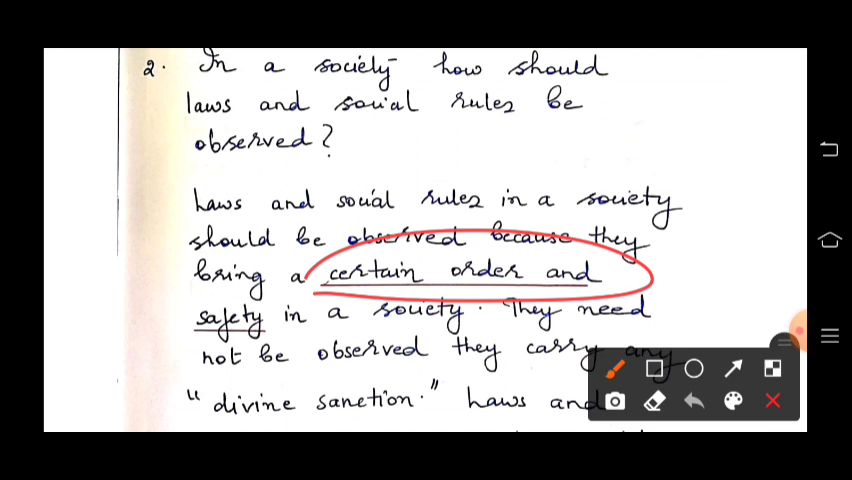 2. In a society how should
laws and social rules be
observed?
Laws and social rules in a society
should be observed because they
bring a certain order and
safety in a society. They need
not be observed they carry any
"divine sanction." Laws and